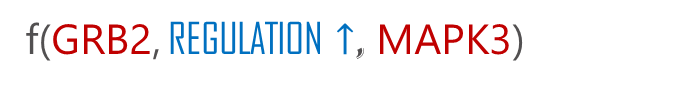 f(GRB2, REGULATION ↑, MAPK3)